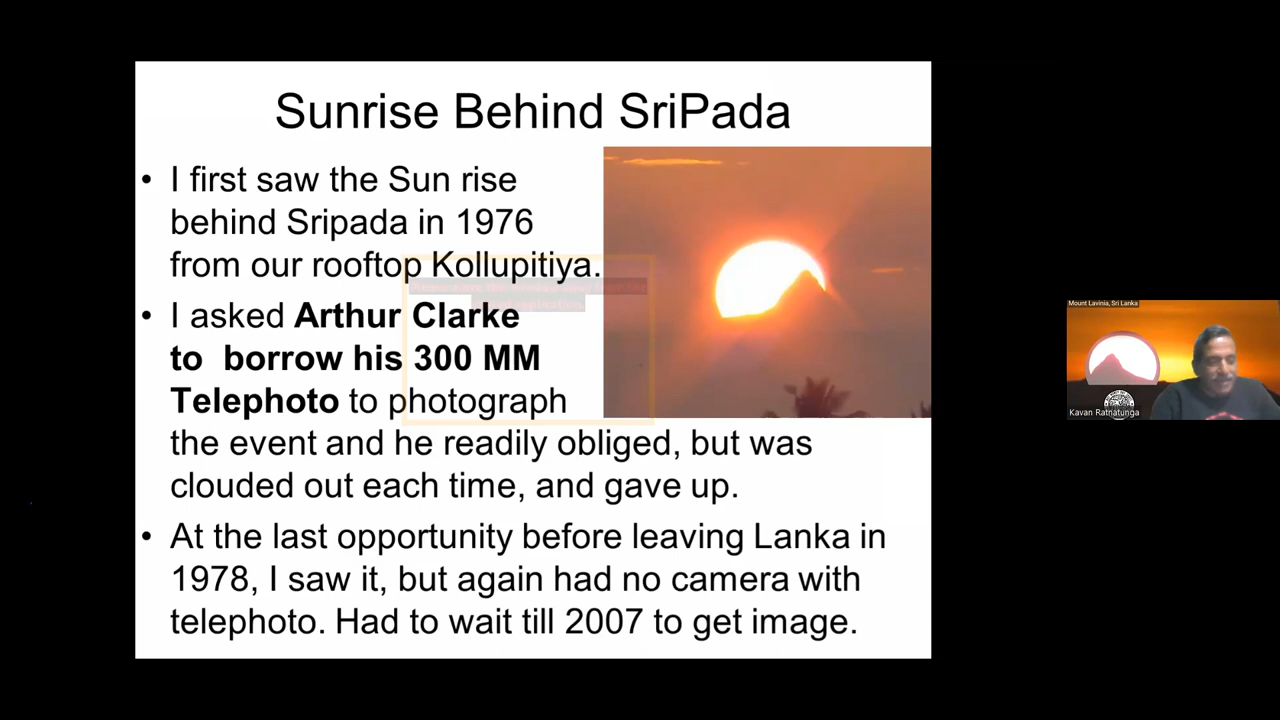 Sunrise Behind SriPada
• I first saw the Sun rise
behind Sripada in 1976
from our rooftop Kollupitiya.
• I asked Arthur Clarke
to borrow his 300 MM
Telephoto to photograph
the event and he readily obliged, but was
clouded out each time, and gave up.
• At the last opportunity before leaving Lanka in
1978, I saw it, but again had no camera with
telephoto. Had to wait till 2007 to get image.
Mount Lavinia, Sri Lanka
Kavan Ratnatunga